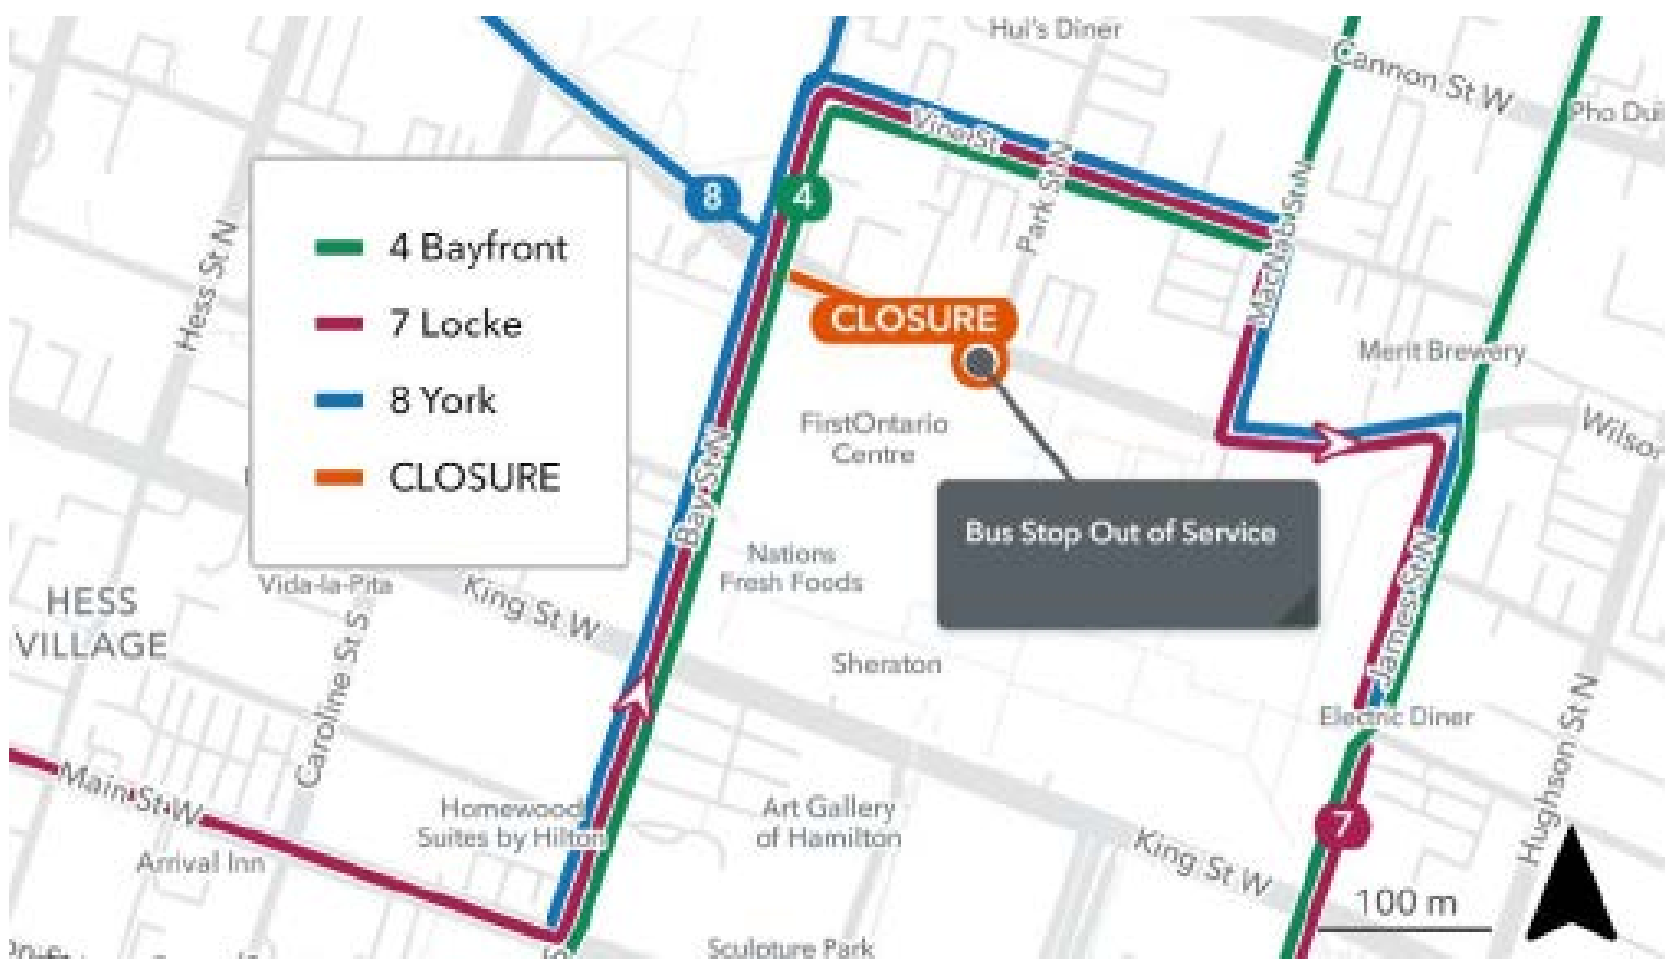 Hui's Diner
Cannon St W
Pho Dui
Vine St
Park St N
MacNab St N
8
4
4 Bayfront
7 Locke
8 York
CLOSURE
Hess St N
CLOSURE
Merit Brewery
FirstOntario
Centre
Wilson
Bus Stop Out of Service
Bay St N
Nations
Fresh Foods
James St N
Vida-la-Pita
King St W
HESS
VILLAGE
Caroline St S
Sheraton
Electric Diner
Hughson St N
Main St W
Homewood
Suites by Hilton
Art Gallery
of Hamilton
Arrival Inn
7
King St W
100 m
Sculpture Park